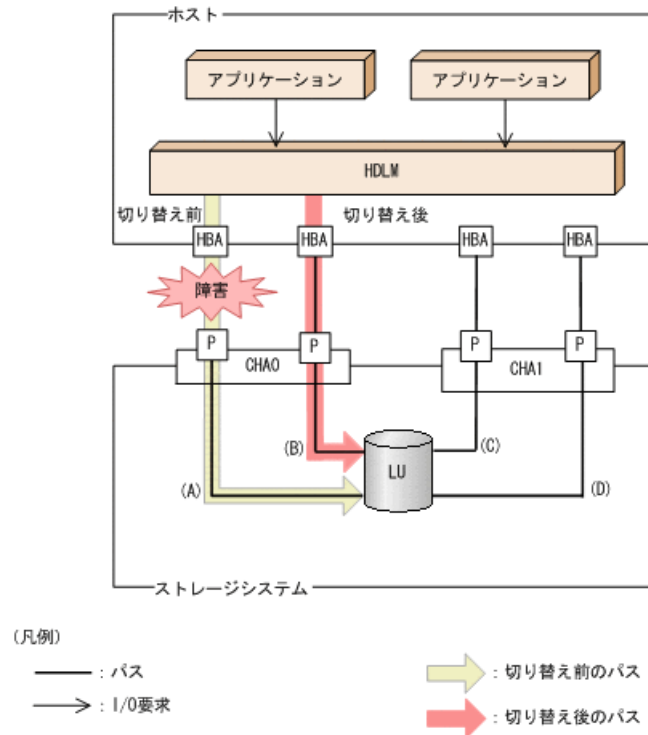 ホスト
アプリケーション アプリケーション
HDLM
切り替え前 切り替え後
HBA HBA HBA HBA
障害
P P P P
CHA0 CHA1
(B) (C)
LU
(A) (D)
ストレージシステム
(凡例)
: パス : 切り替え前のパス
: I/O要求 : 切り替え後のパス